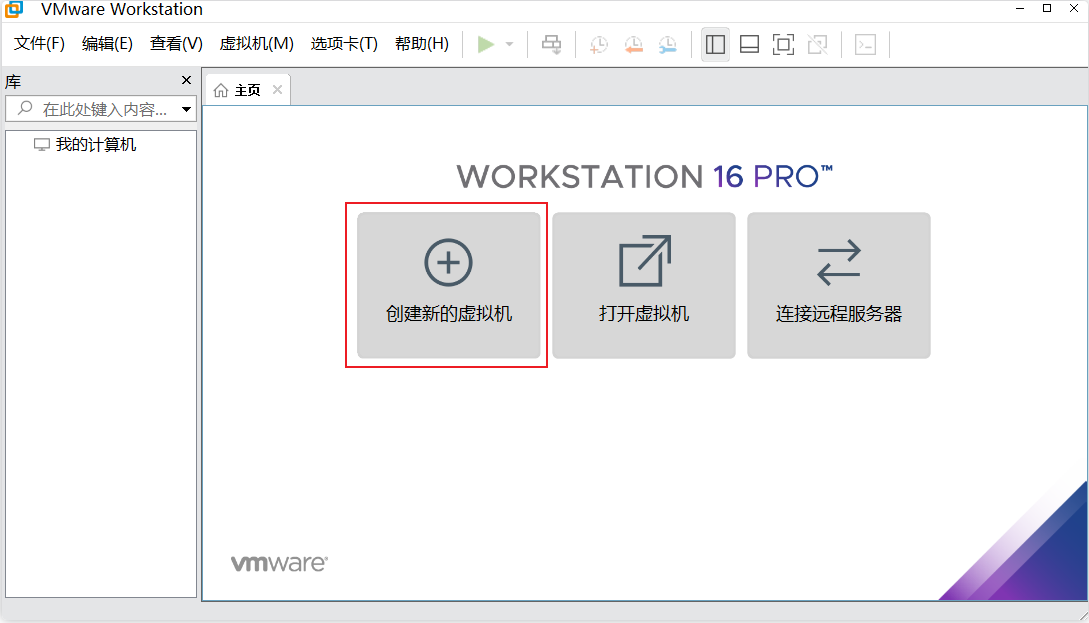 VMware Workstation
文件(F) 编辑(E) 查看(V) 虚拟机(M) 选项卡(T) 帮助(H)
库
在此处键入内容...
我的计算机
主页
WORKSTATION 16 PRO™
创建新的虚拟机
打开虚拟机
连接远程服务器
vmware®